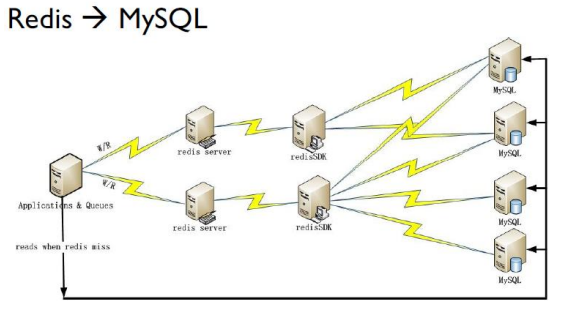 Redis → MySQL
MySQL
W/R
redis server
redisSDK
MySQL
W/R
Applications & Queues
redis server
redisSDK
MySQL
reads when redis miss
MySQL